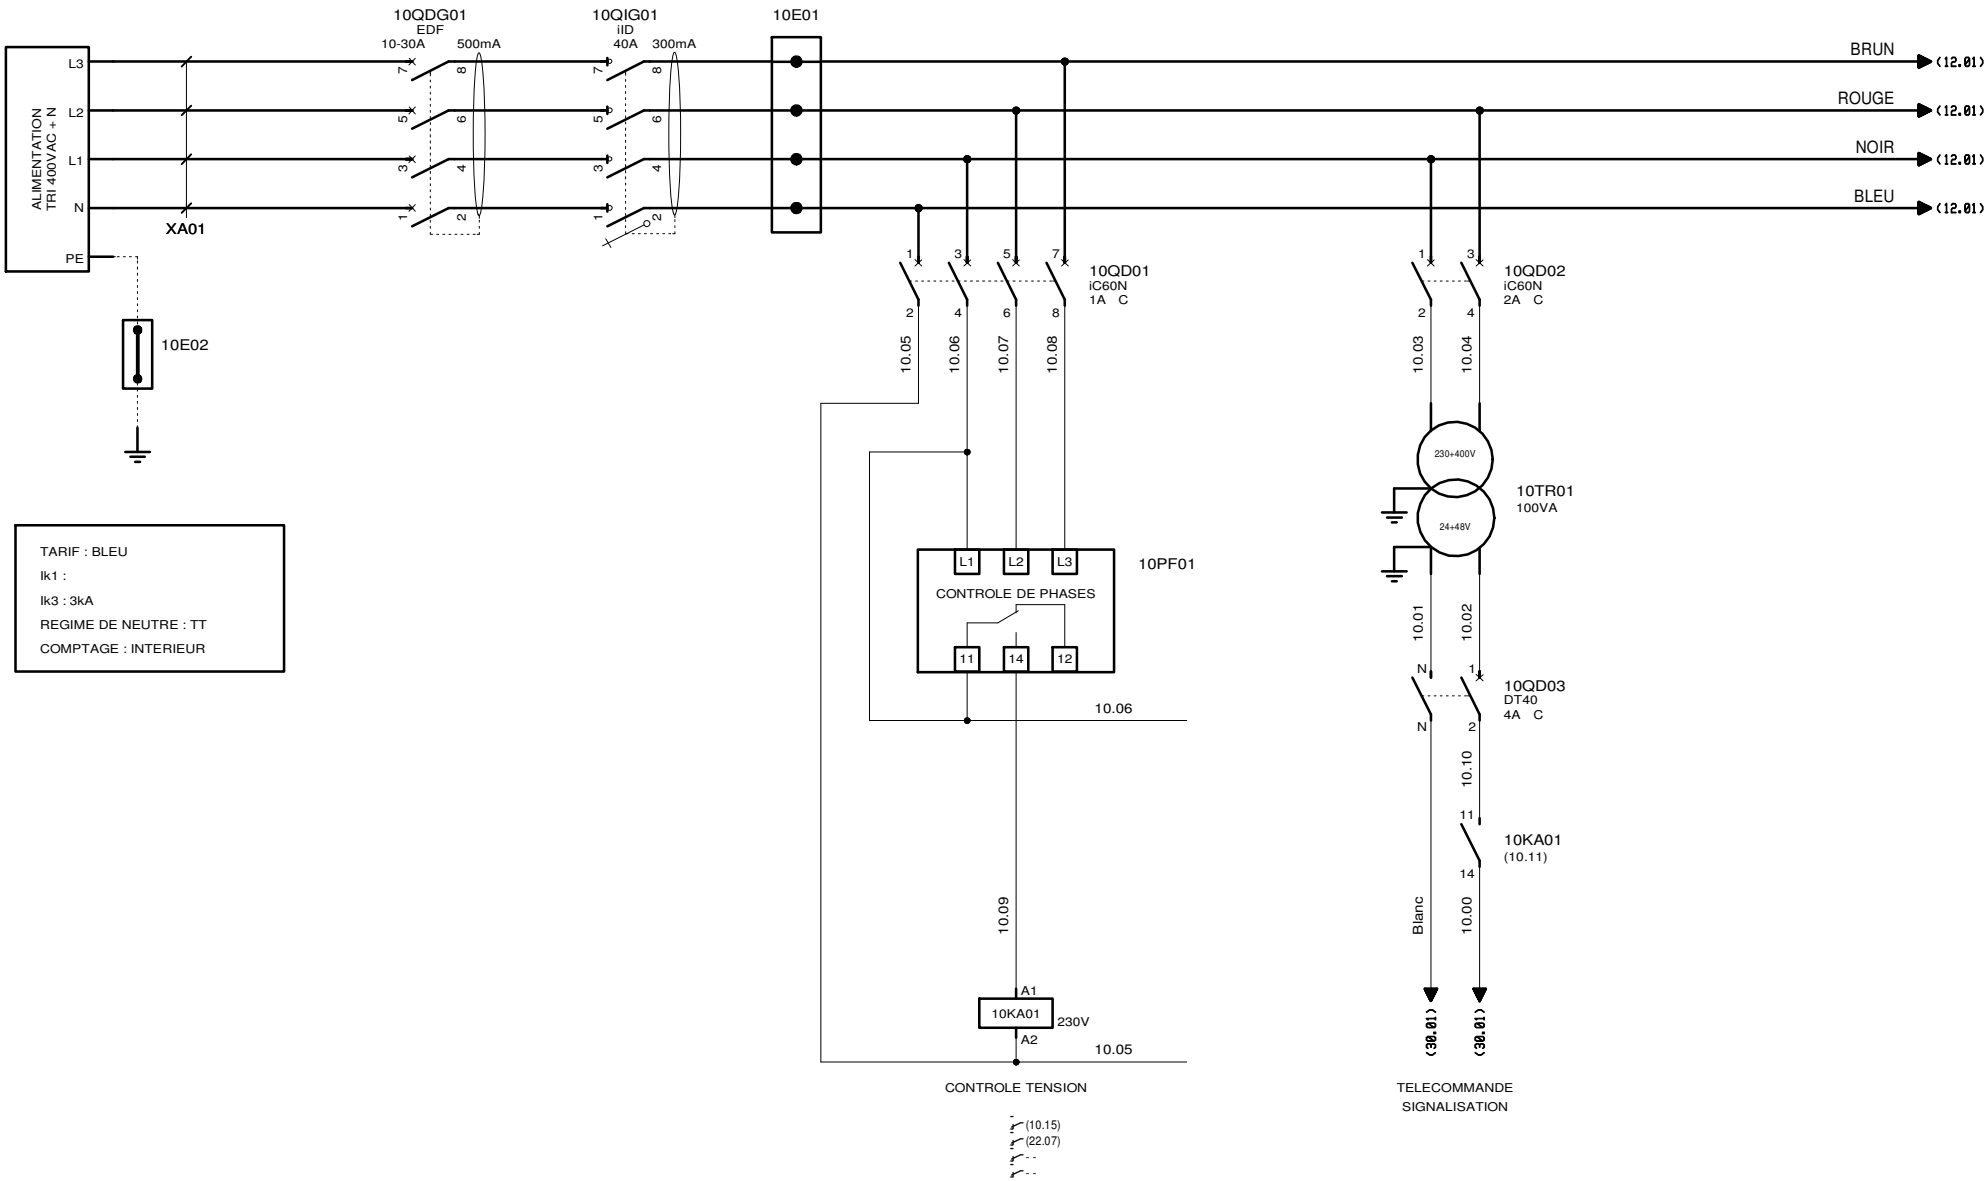 10QDG01
EDF
10-30A 500mA
10QIG01
iID
40A 300mA
10E01
ALIMENTATION
TRI 400VAC + N
L3
L2
L1
N
PE
XA01
7 8
5 6
3 4
1 2
7 8
5 6
3 4
1 2
BRUN (12.01)
ROUGE (12.01)
NOIR (12.01)
BLEU (12.01)
10E02
1 3 5 7
10QD01
iC60N
1A C
2 4 6 8
10.05 10.06 10.07 10.08
1 3
10QD02
iC60N
2A C
2 4
10.03 10.04
230+400V
24+48V
10TR01
100VA
TARIF : BLEU
Ik1 :
Ik3 : 3kA
REGIME DE NEUTRE : TT
COMPTAGE : INTERIEUR
L1 L2 L3
10PF01
CONTROLE DE PHASES
11 14 12
10.06
10.01 10.02
N 1
10QD03
DT40
4A C
N 2
10.10
11
10KA01
(10.11)
14
10.09
Blanc 10.00
A1
10KA01
230V
A2
10.05
(30.01) (30.01)
CONTROLE TENSION
TELECOMMANDE
SIGNALISATION
(10.15)
(22.07)
- -
- -